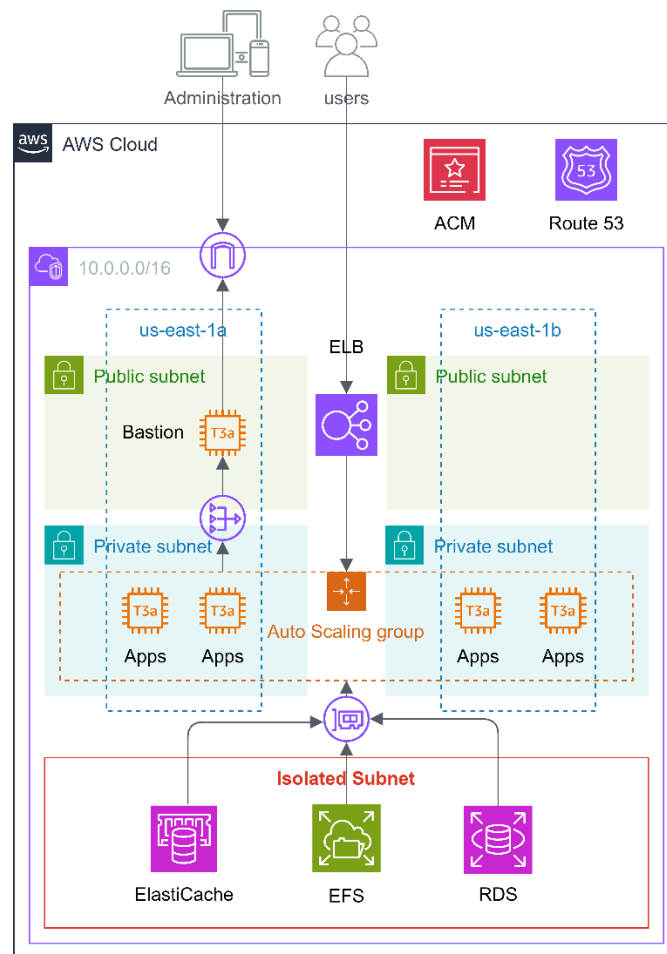 Administration
users
aws
AWS Cloud
53
ACM
Route 53
10.0.0.0/16
us-east-1a
us-east-1b
ELB
Public subnet
Public subnet
Bastion
T3a
Private subnet
Private subnet
T3a
T3a
T3a
T3a
Auto Scaling group
Apps
Apps
Apps
Apps
Isolated Subnet
ElastiCache
EFS
RDS